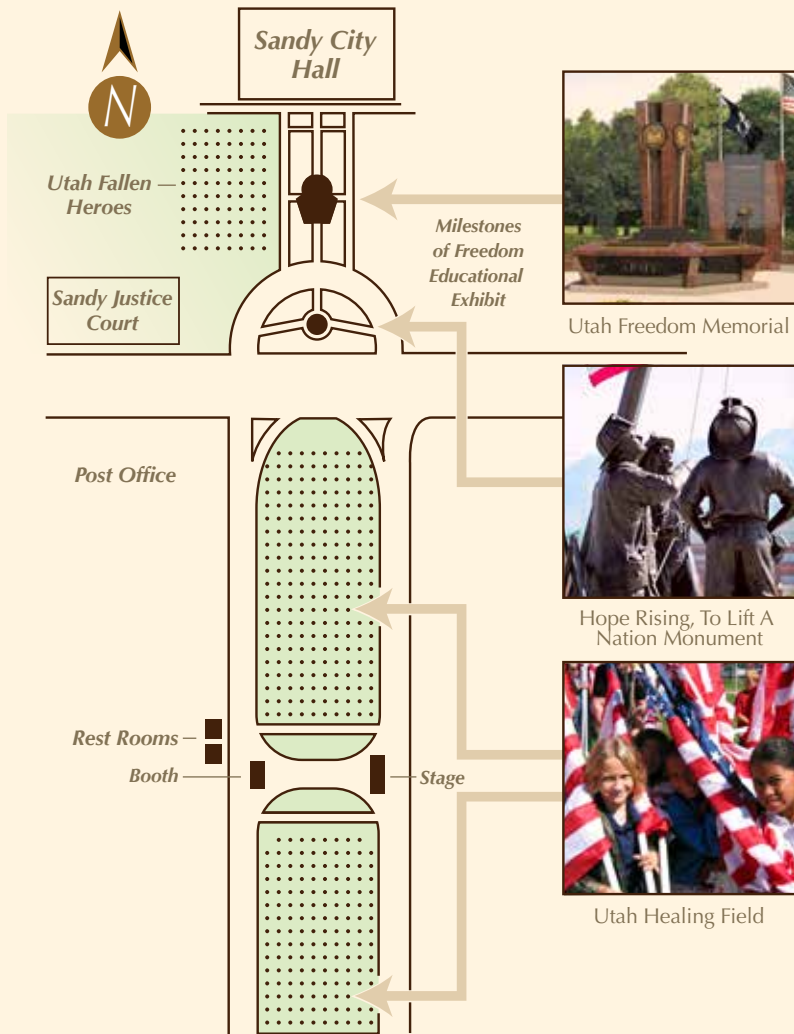 N
Sandy City
Hall
Utah Fallen
Heroes
Milestones
of Freedom
Educational
Exhibit
Sandy Justice
Court
Utah Freedom Memorial
Post Office
Hope Rising, To Lift A
Nation Monument
Rest Rooms
Booth
Stage
Utah Healing Field